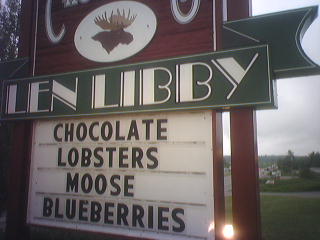 LEN LIBBY
CHOCOLATE
LOBSTERS
MOOSE
BLUEBERRIES